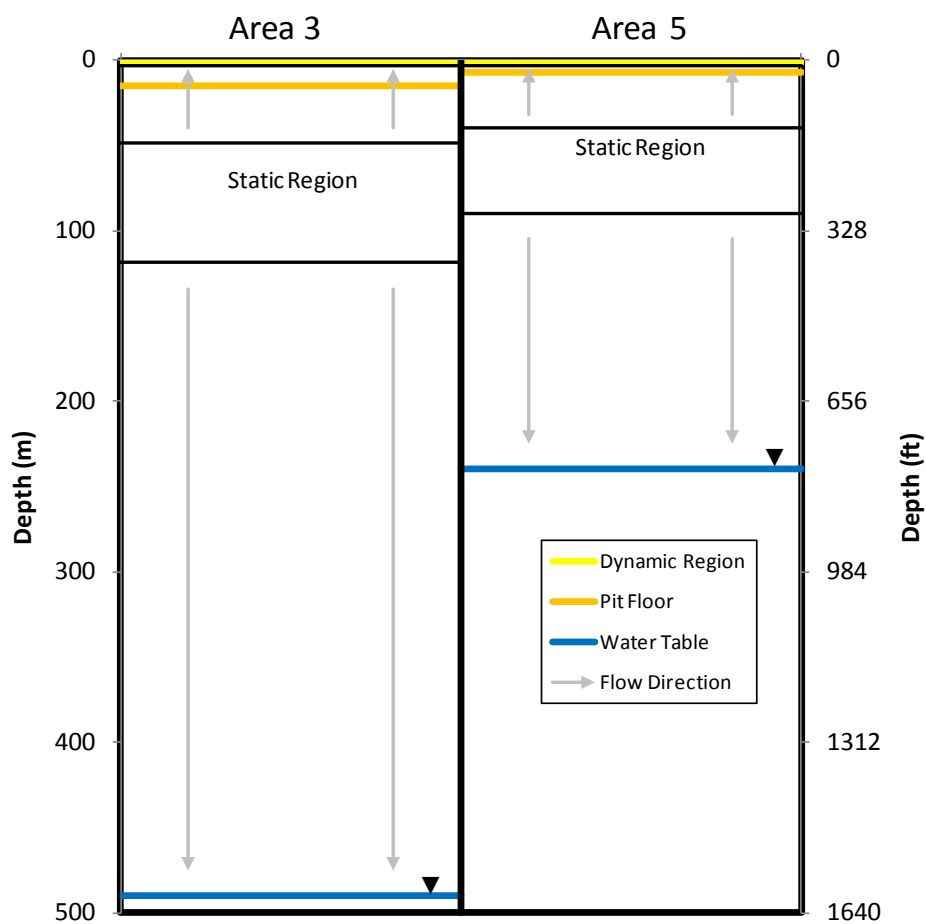 Area 3
Area 5
0
0
Static Region
Static Region
100
328
200
656
Depth (m)
Depth (ft)
300
984
Dynamic Region
Pit Floor
Water Table
Flow Direction
400
1312
500
1640